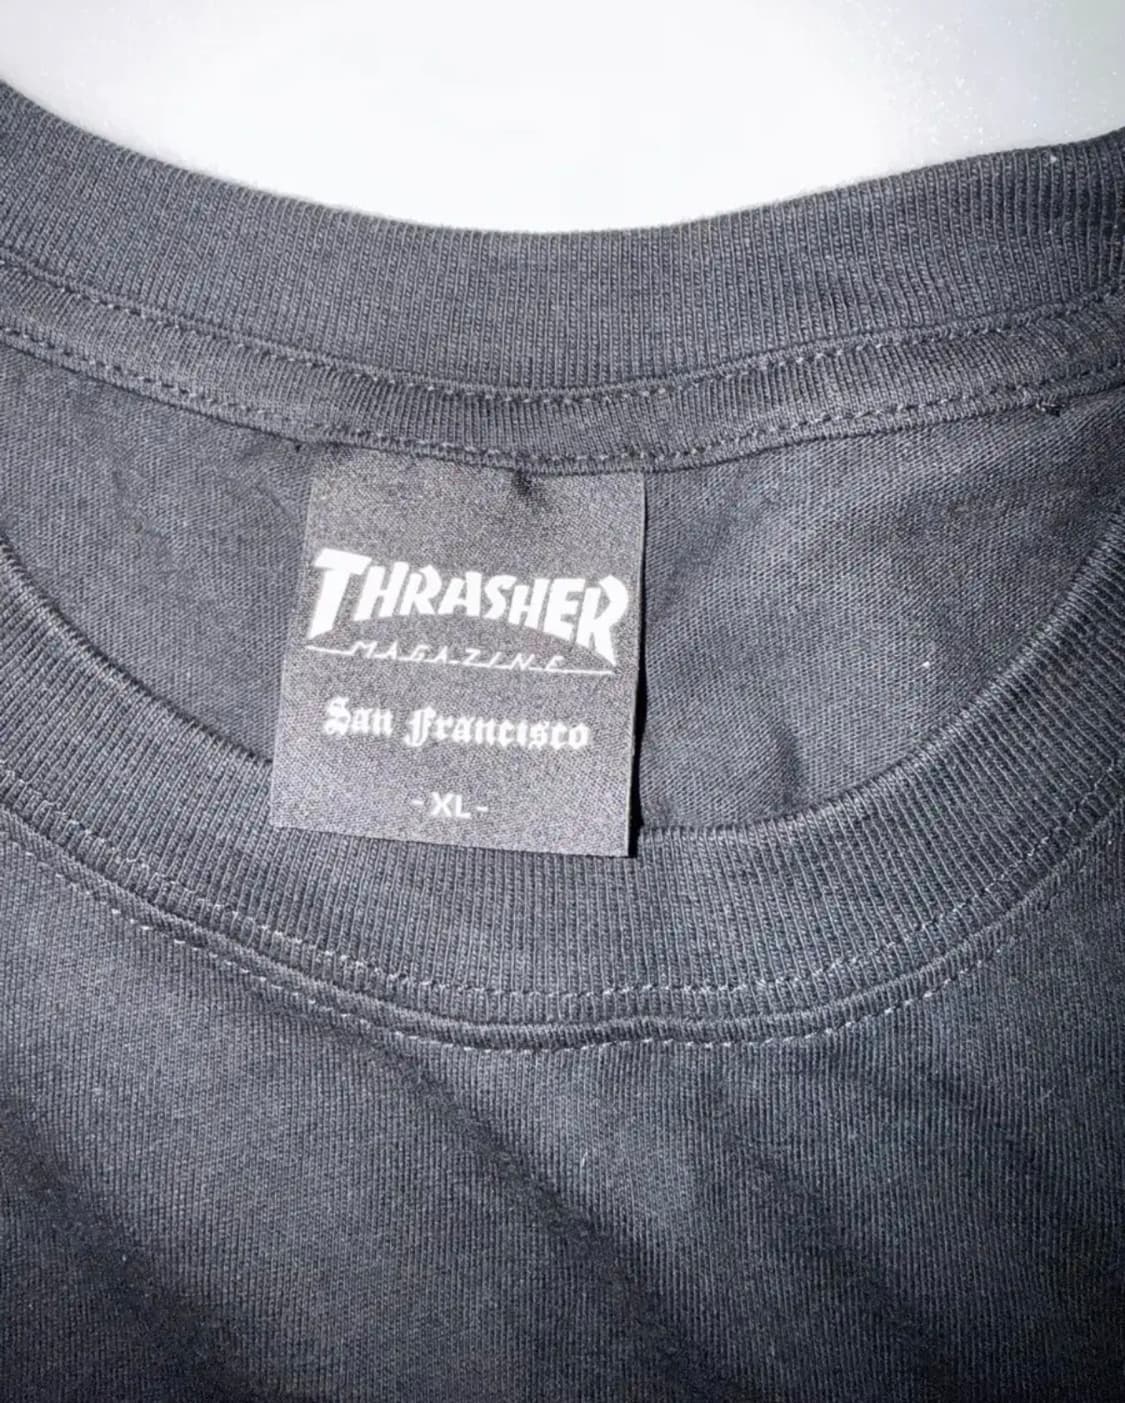 THRASHER
MAGAZINE
San Francisco
- XL -